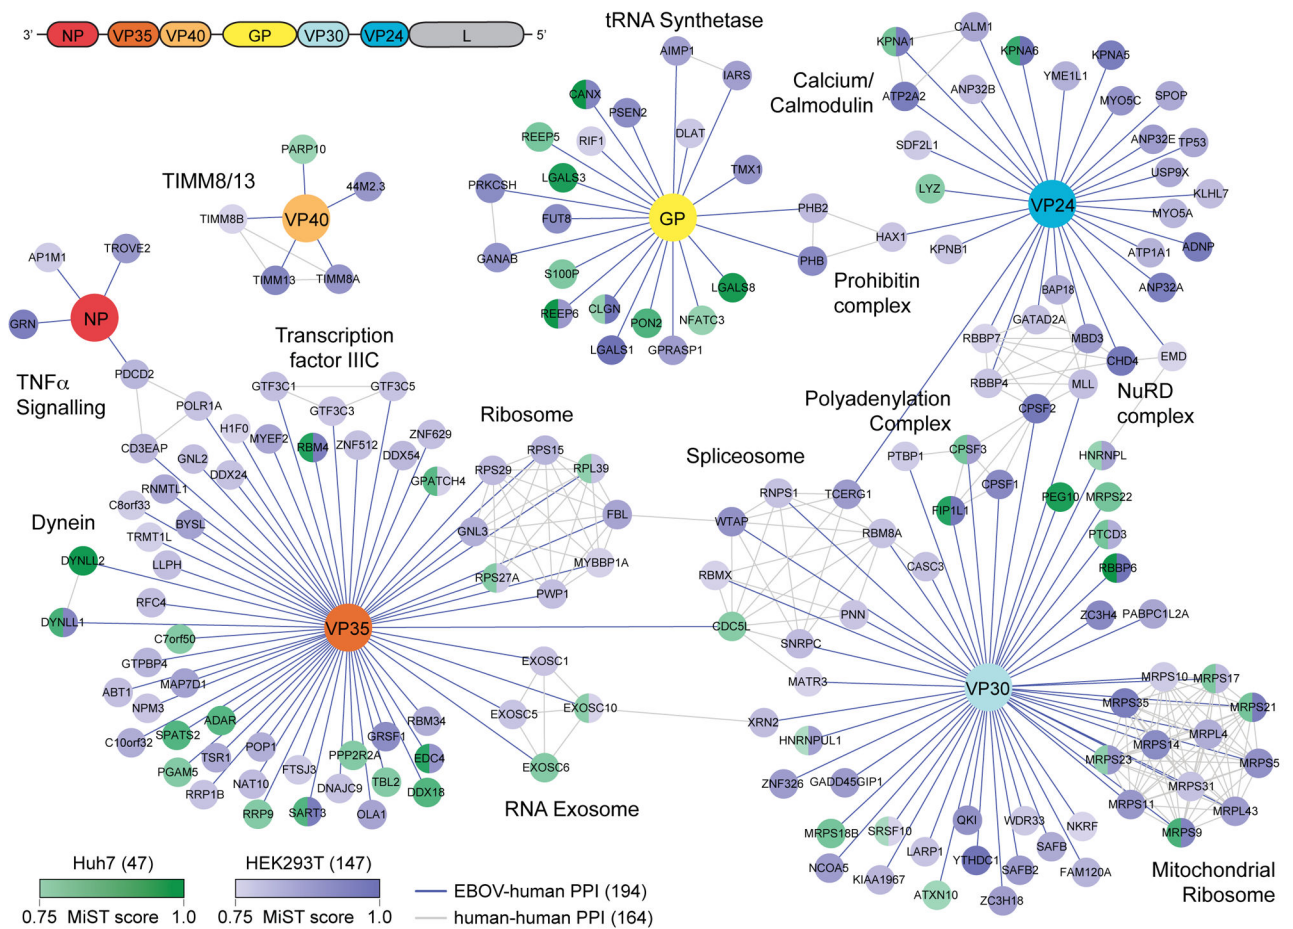 3'
NP
VP35
VP40
GP
VP30
VP24
L
5'
tRNA Synthetase
AIMP1
IARS
CANX
PSEN2
REEP5
RIF1
DLAT
LGALS3
TMX1
PRKCSH
FUT8
GP
GANAB
S100P
LGALS8
REEP6
CLGN
PON2
NFATC3
LGALS1
GPRASP1
PHB2
HAX1
PHB
Prohibitin
complex
Calcium/
Calmodulin
KPNA1
CALM1
KPNA6
YME1L1
KPNA5
ATP2A2
ANP32B
MYO5C
SPOP
SDF2L1
ANP32E
TP53
LYZ
USP9X
VP24
KLHL7
MYO5A
KPNB1
ATP1A1
ADNP
ANP32A
BAP18
GATAD2A
RBBP7
MBD3
CHD4
EMD
RBBP4
MLL
CPSF2
NuRD
complex
TIMM8/13
PARP10
44M2.3
TIMM8B
VP40
TIMM13
TIMM8A
AP1M1
TROVE2
GRN
NP
PDCD2
TNFα
Signalling
POLR1A
CD3EAP
Transcription
factor IIIC
GTF3C1
GTF3C5
GTF3C3
H1F0
MYEF2
RBM4
ZNF512
ZNF629
DDX54
GPATCH4
GNL2
DDX24
RNMTL1
C8orf33
BYSL
TRMT1L
LLPH
Dynein
DYNLL2
DYNLL1
RFC4
C7orf50
GTPBP4
ABT1
MAP7D1
NPM3
C10orf32
SPATS2
ADAR
PGAM5
TSR1
POP1
RRP1B
NAT10
FTSJ3
RRP9
SART3
DNAJC9
PPP2R2A
GRSF1
RBM34
EDC4
TBL2
DDX18
OLA1
VP35
Ribosome
RPS15
RPS29
RPL39
GNL3
FBL
RPS27A
MYBBP1A
PWP1
EXOSC1
EXOSC5
EXOSC10
EXOSC6
RNA Exosome
Spliceosome
RNPS1
TCERG1
WTAP
RBM8A
RBMX
CASC3
CDC5L
PNN
SNRPC
MATR3
Polyadenylation
Complex
PTBP1
CPSF3
CPSF1
FIP1L1
HNRNPL
PEG10
MRPS22
PTCD3
RBBP6
ZC3H4
PABPC1L2A
VP30
XRN2
HNRNPUL1
ZNF326
GADD45GIP1
MRPS18B
SRSF10
NCOA5
KIAA1967
LARP1
QKI
YTHDC1
ATXN10
ZC3H18
WDR33
SAFB
SAFB2
NKRF
FAM120A
MRPS10
MRPS17
MRPS35
MRPS21
MRPL4
MRPS14
MRPS23
MRPS5
MRPS31
MRPS11
MRPL43
MRPS9
Mitochondrial
Ribosome
Huh7 (47)
0.75 MiST score 1.0
HEK293T (147)
0.75 MiST score 1.0
EBOV-human PPI (194)
human-human PPI (164)